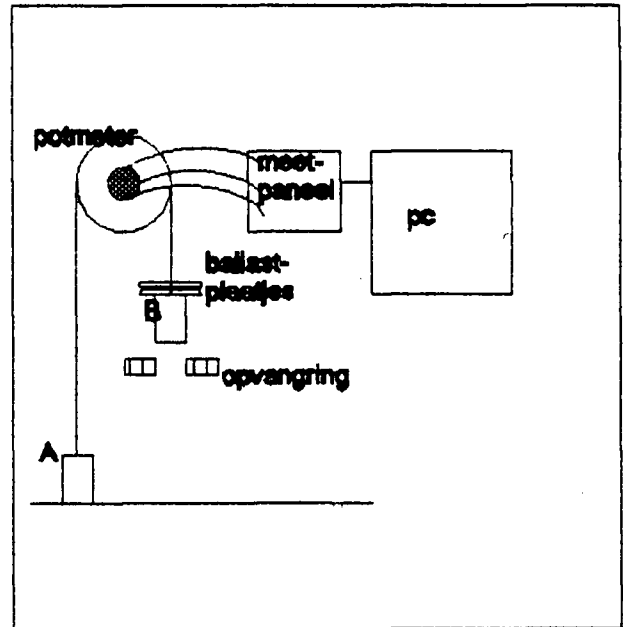 potmeter
meet-
paneel
pc
ballast-
plaatjes
B
opvangring
A